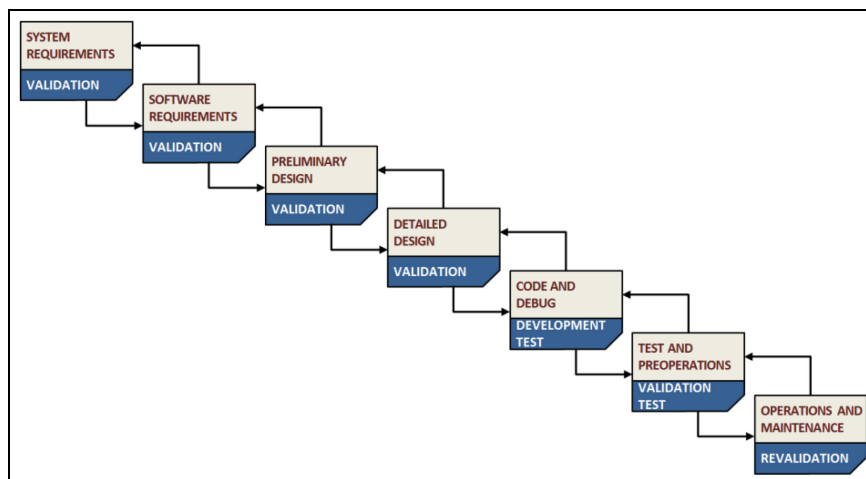 SYSTEM
REQUIREMENTS
VALIDATION
SOFTWARE
REQUIREMENTS
VALIDATION
PRELIMINARY
DESIGN
VALIDATION
DETAILED
DESIGN
VALIDATION
CODE AND
DEBUG
DEVELOPMENT
TEST
TEST AND
PREOPERATIONS
VALIDATION
TEST
OPERATIONS AND
MAINTENANCE
REVALIDATION